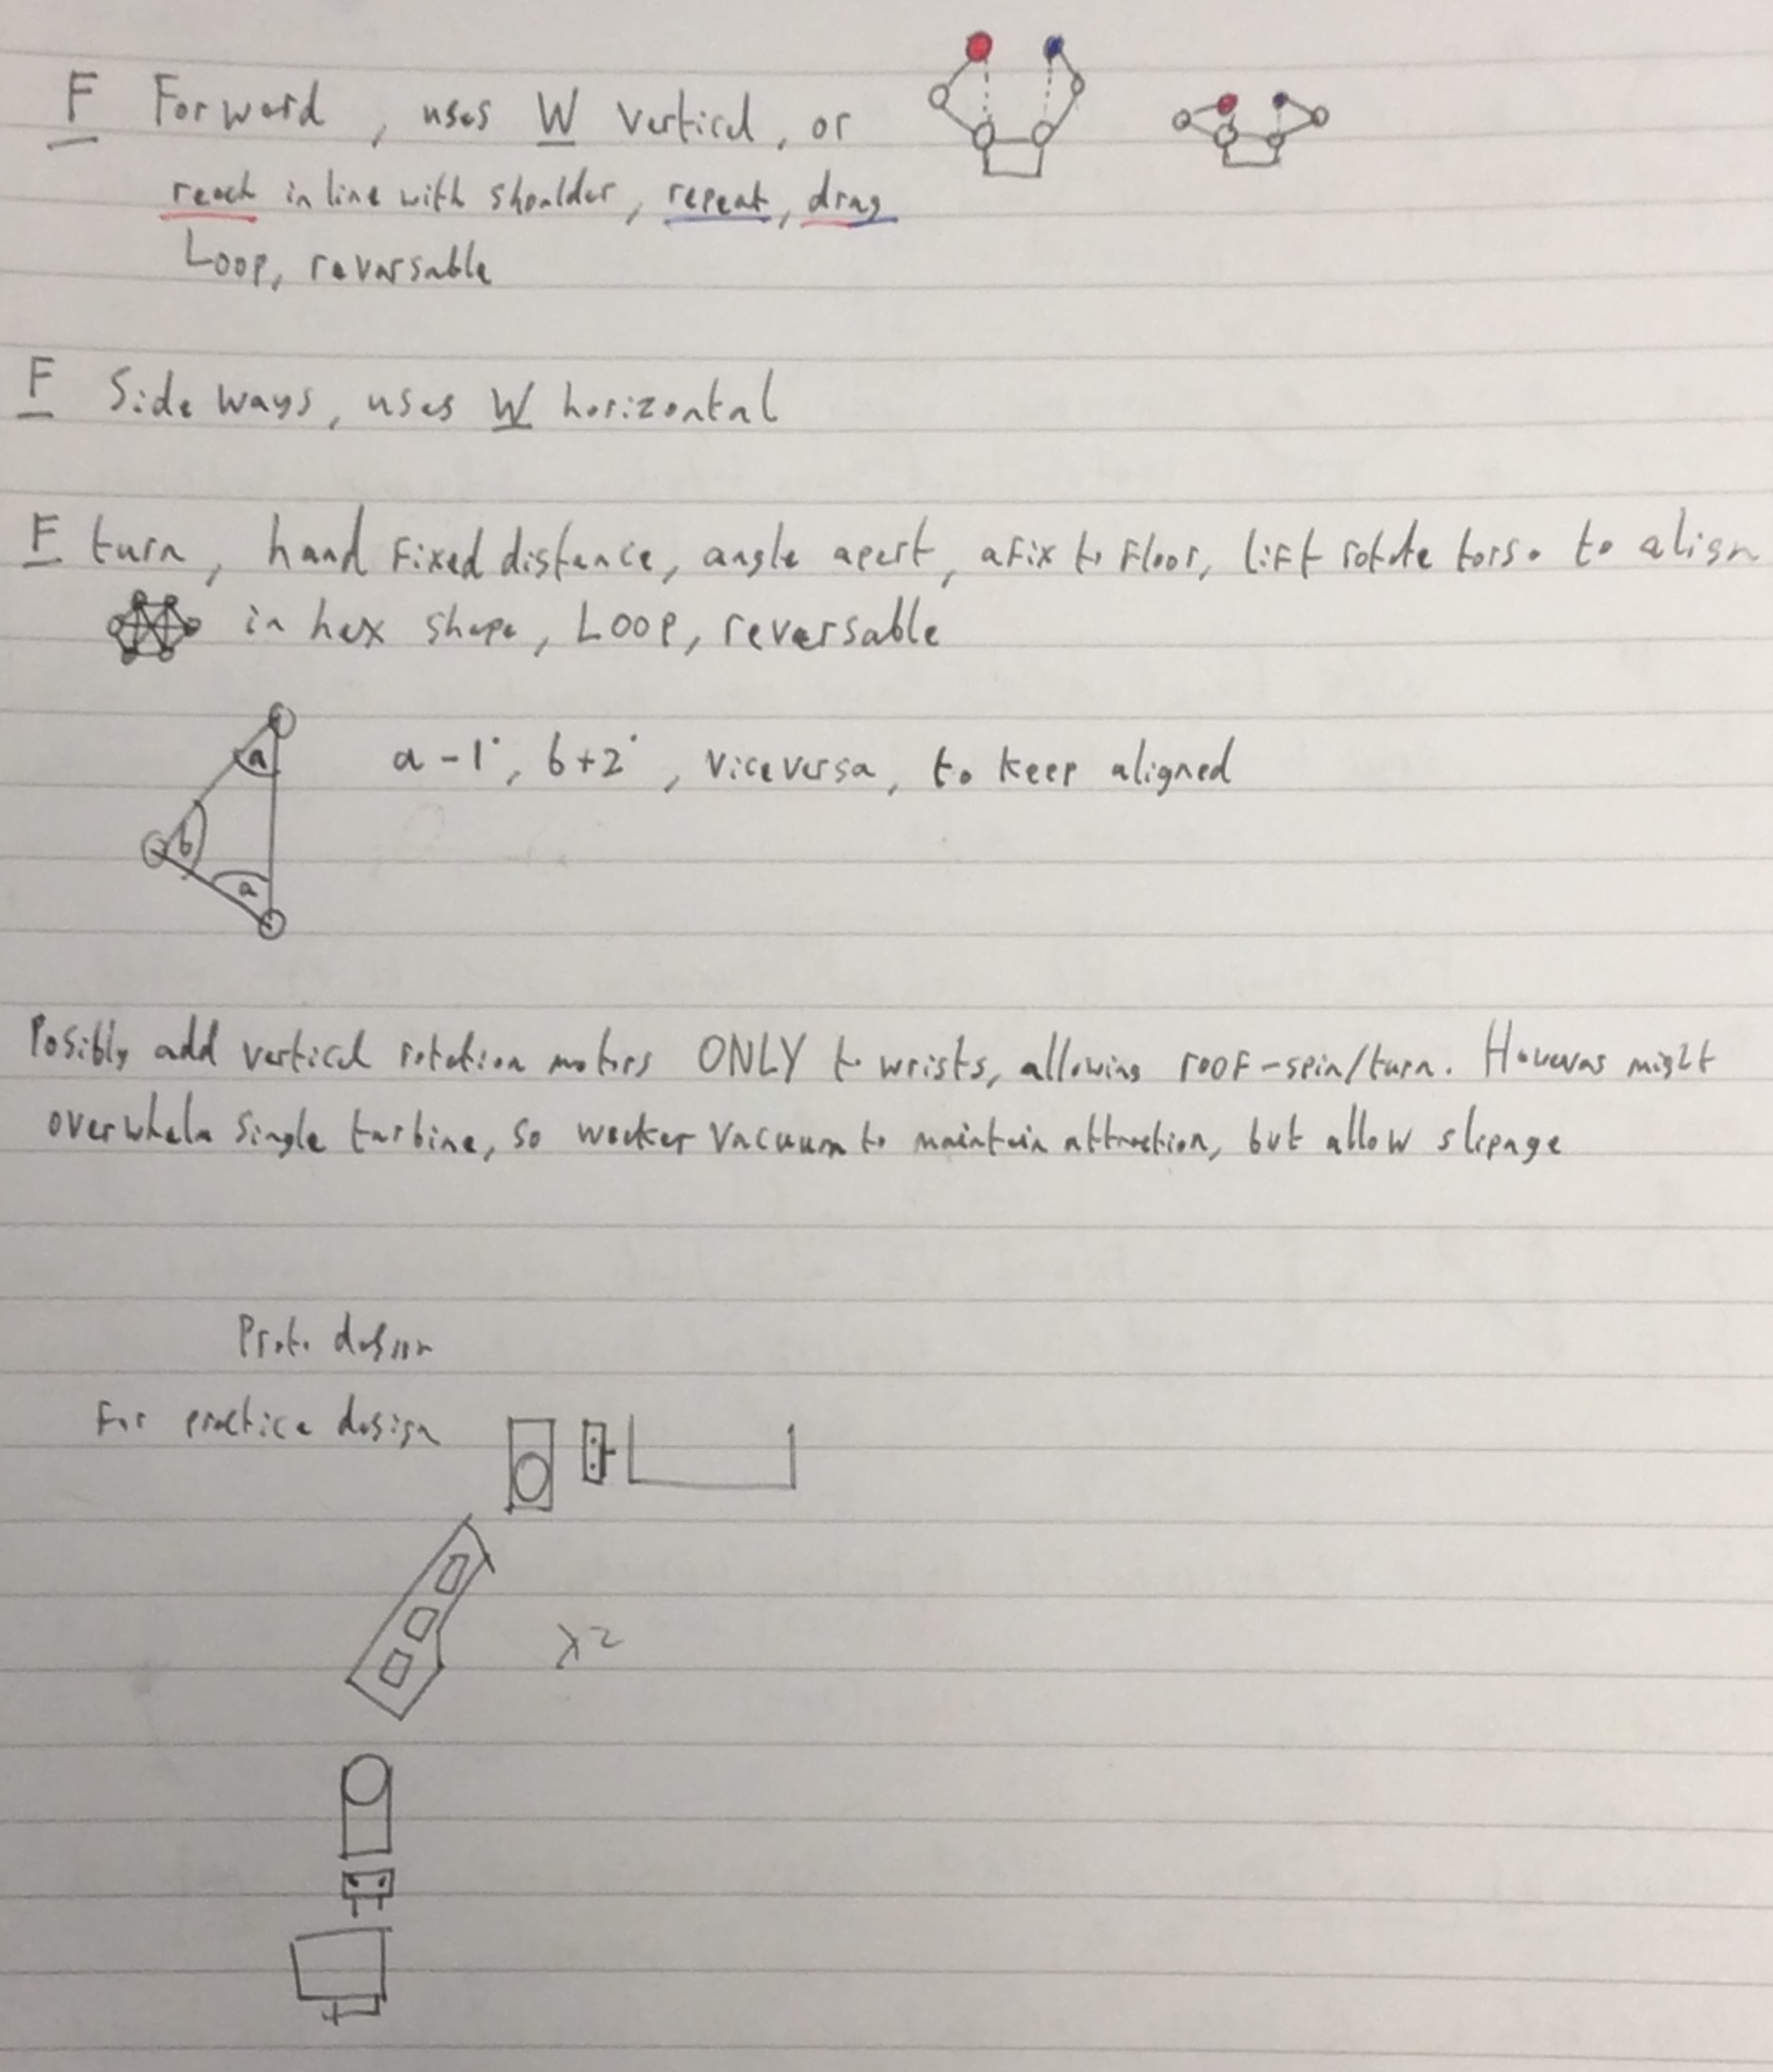 F Forward, uses W vertical, or
reach in line with shoulder, repeat, drag
Loop, reversable
F Side ways, uses W horizontal
F turn, hand fixed distance, angle apart, afix to floor, lift rotate torso to align
in hex shape, Loop, reversable
a
a - 1°, b + 2°, viceversa, to keep aligned
b
a
Posibly add vertical rotation motors ONLY to wrists, allowing roof-spin/turn. However might
overwhelm single turbine, so weaker vacuum to maintain attraction, but allow slipage
Proto design
For practice design
x2